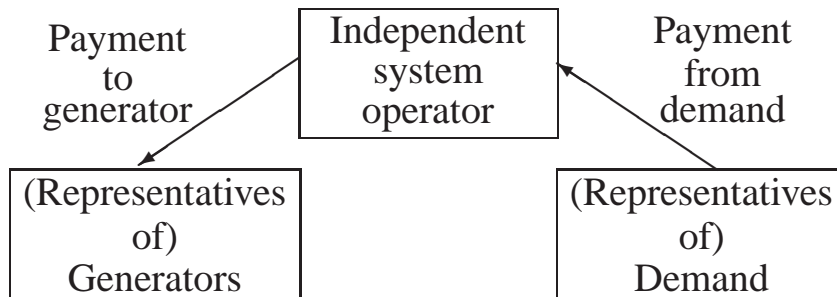 Payment
to
generator
Independent
system
operator
Payment
from
demand
(Representatives
of)
Generators
(Representatives
of)
Demand